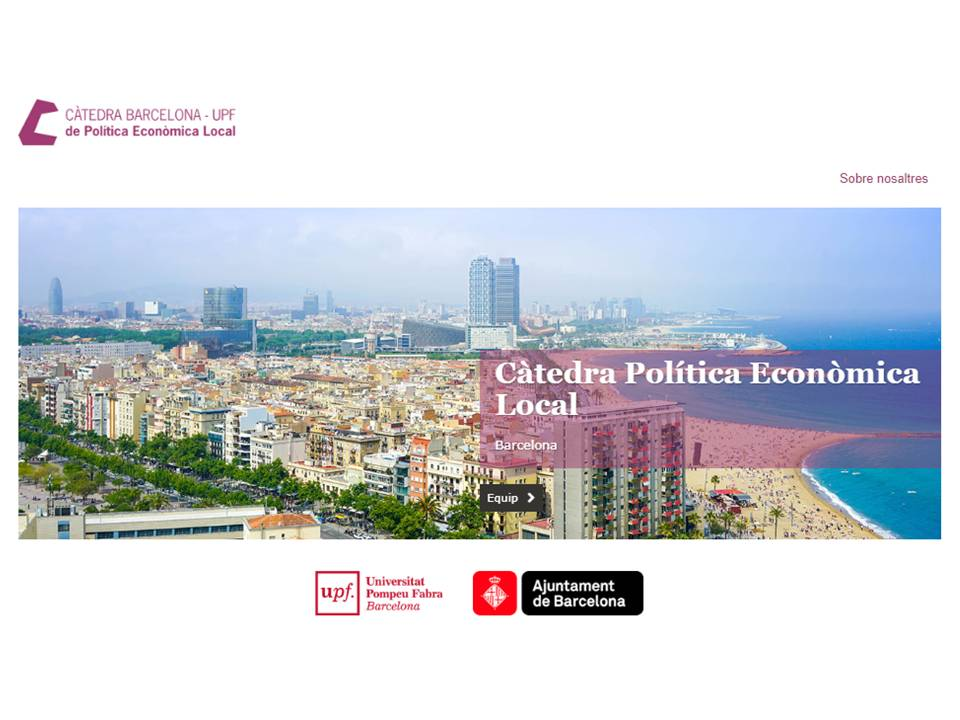 CÀTEDRA BARCELONA - UPF
de Política Econòmica Local
Sobre nosaltres
Càtedra Política Econòmica
Local
Barcelona
Equip
upf.
Universitat
Pompeu Fabra
Barcelona
Ajuntament
de Barcelona